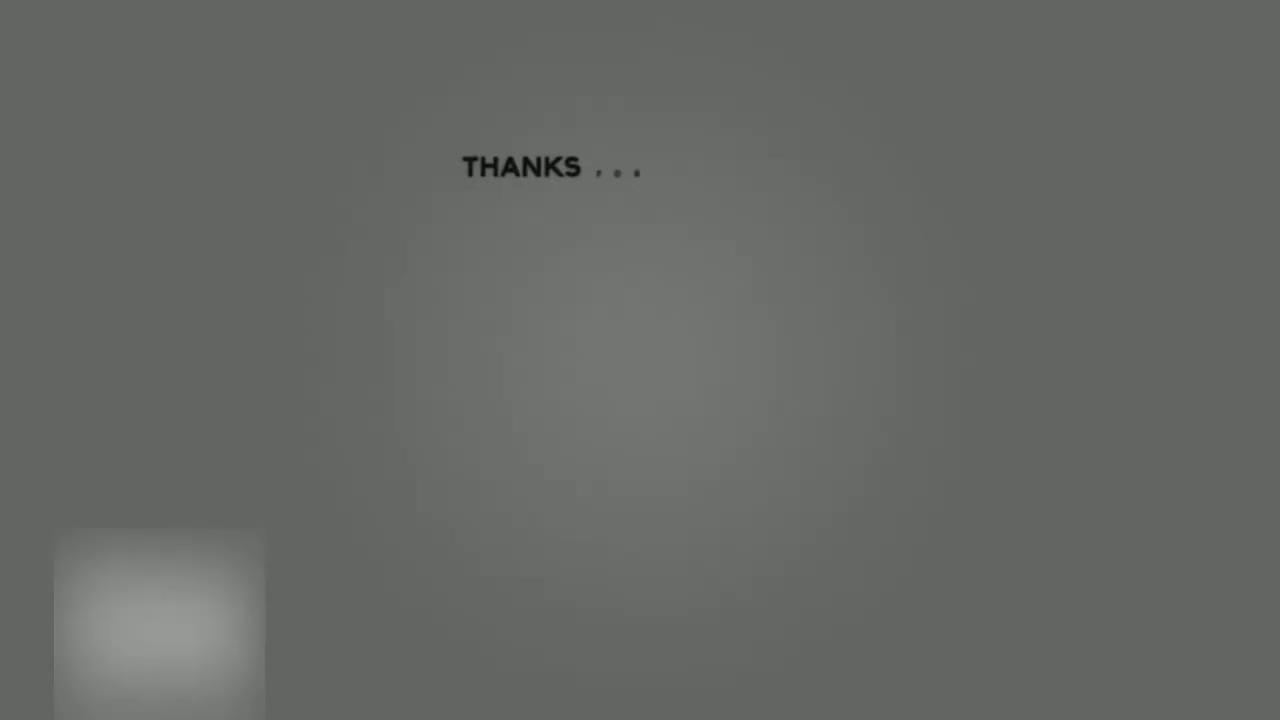 THANKS . . .